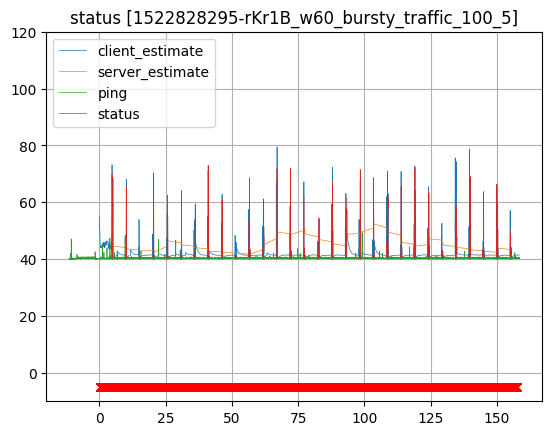 status [1522828295-rKr1B_w60_bursty_traffic_100_5]
120
100
80
60
40
20
0
client_estimate
server_estimate
ping
status
0 25 50 75 100 125 150